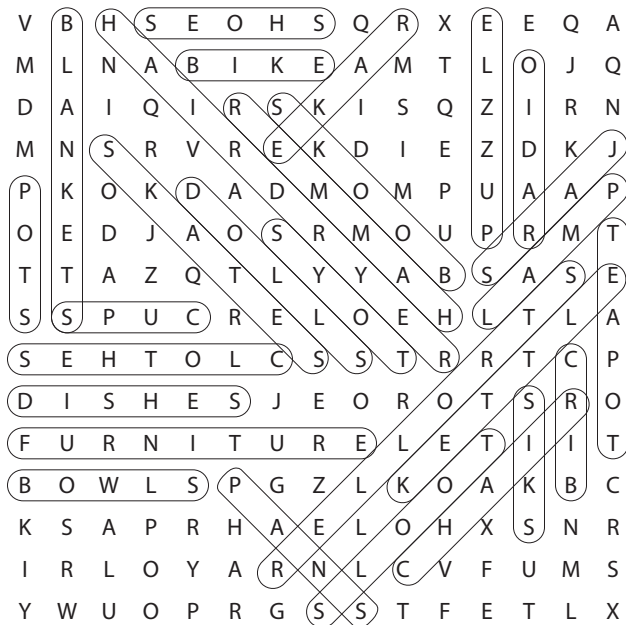 V B H S E O H S Q R X E E Q A
M L N A B I K E A M T L O J Q
D A I Q I R S K I S Q Z I R N
M N S R V R E K D I E Z D K J
P K O K D A D M O M P U A A P
O E D J A O S R M O U P R M T
T T A Z Q T L Y Y A B S A S E
S S P U C R E L O E H L T L A
S E H T O L C S S T R R T C P
D I S H E S J E O R O T S R O
F U R N I T U R E L E T I I T
B O W L S P G Z L K O A K B C
K S A P R H A E L O H X S N R
I R L O Y A R N L C V F U M S
Y W U O P R G S S T F E T L X